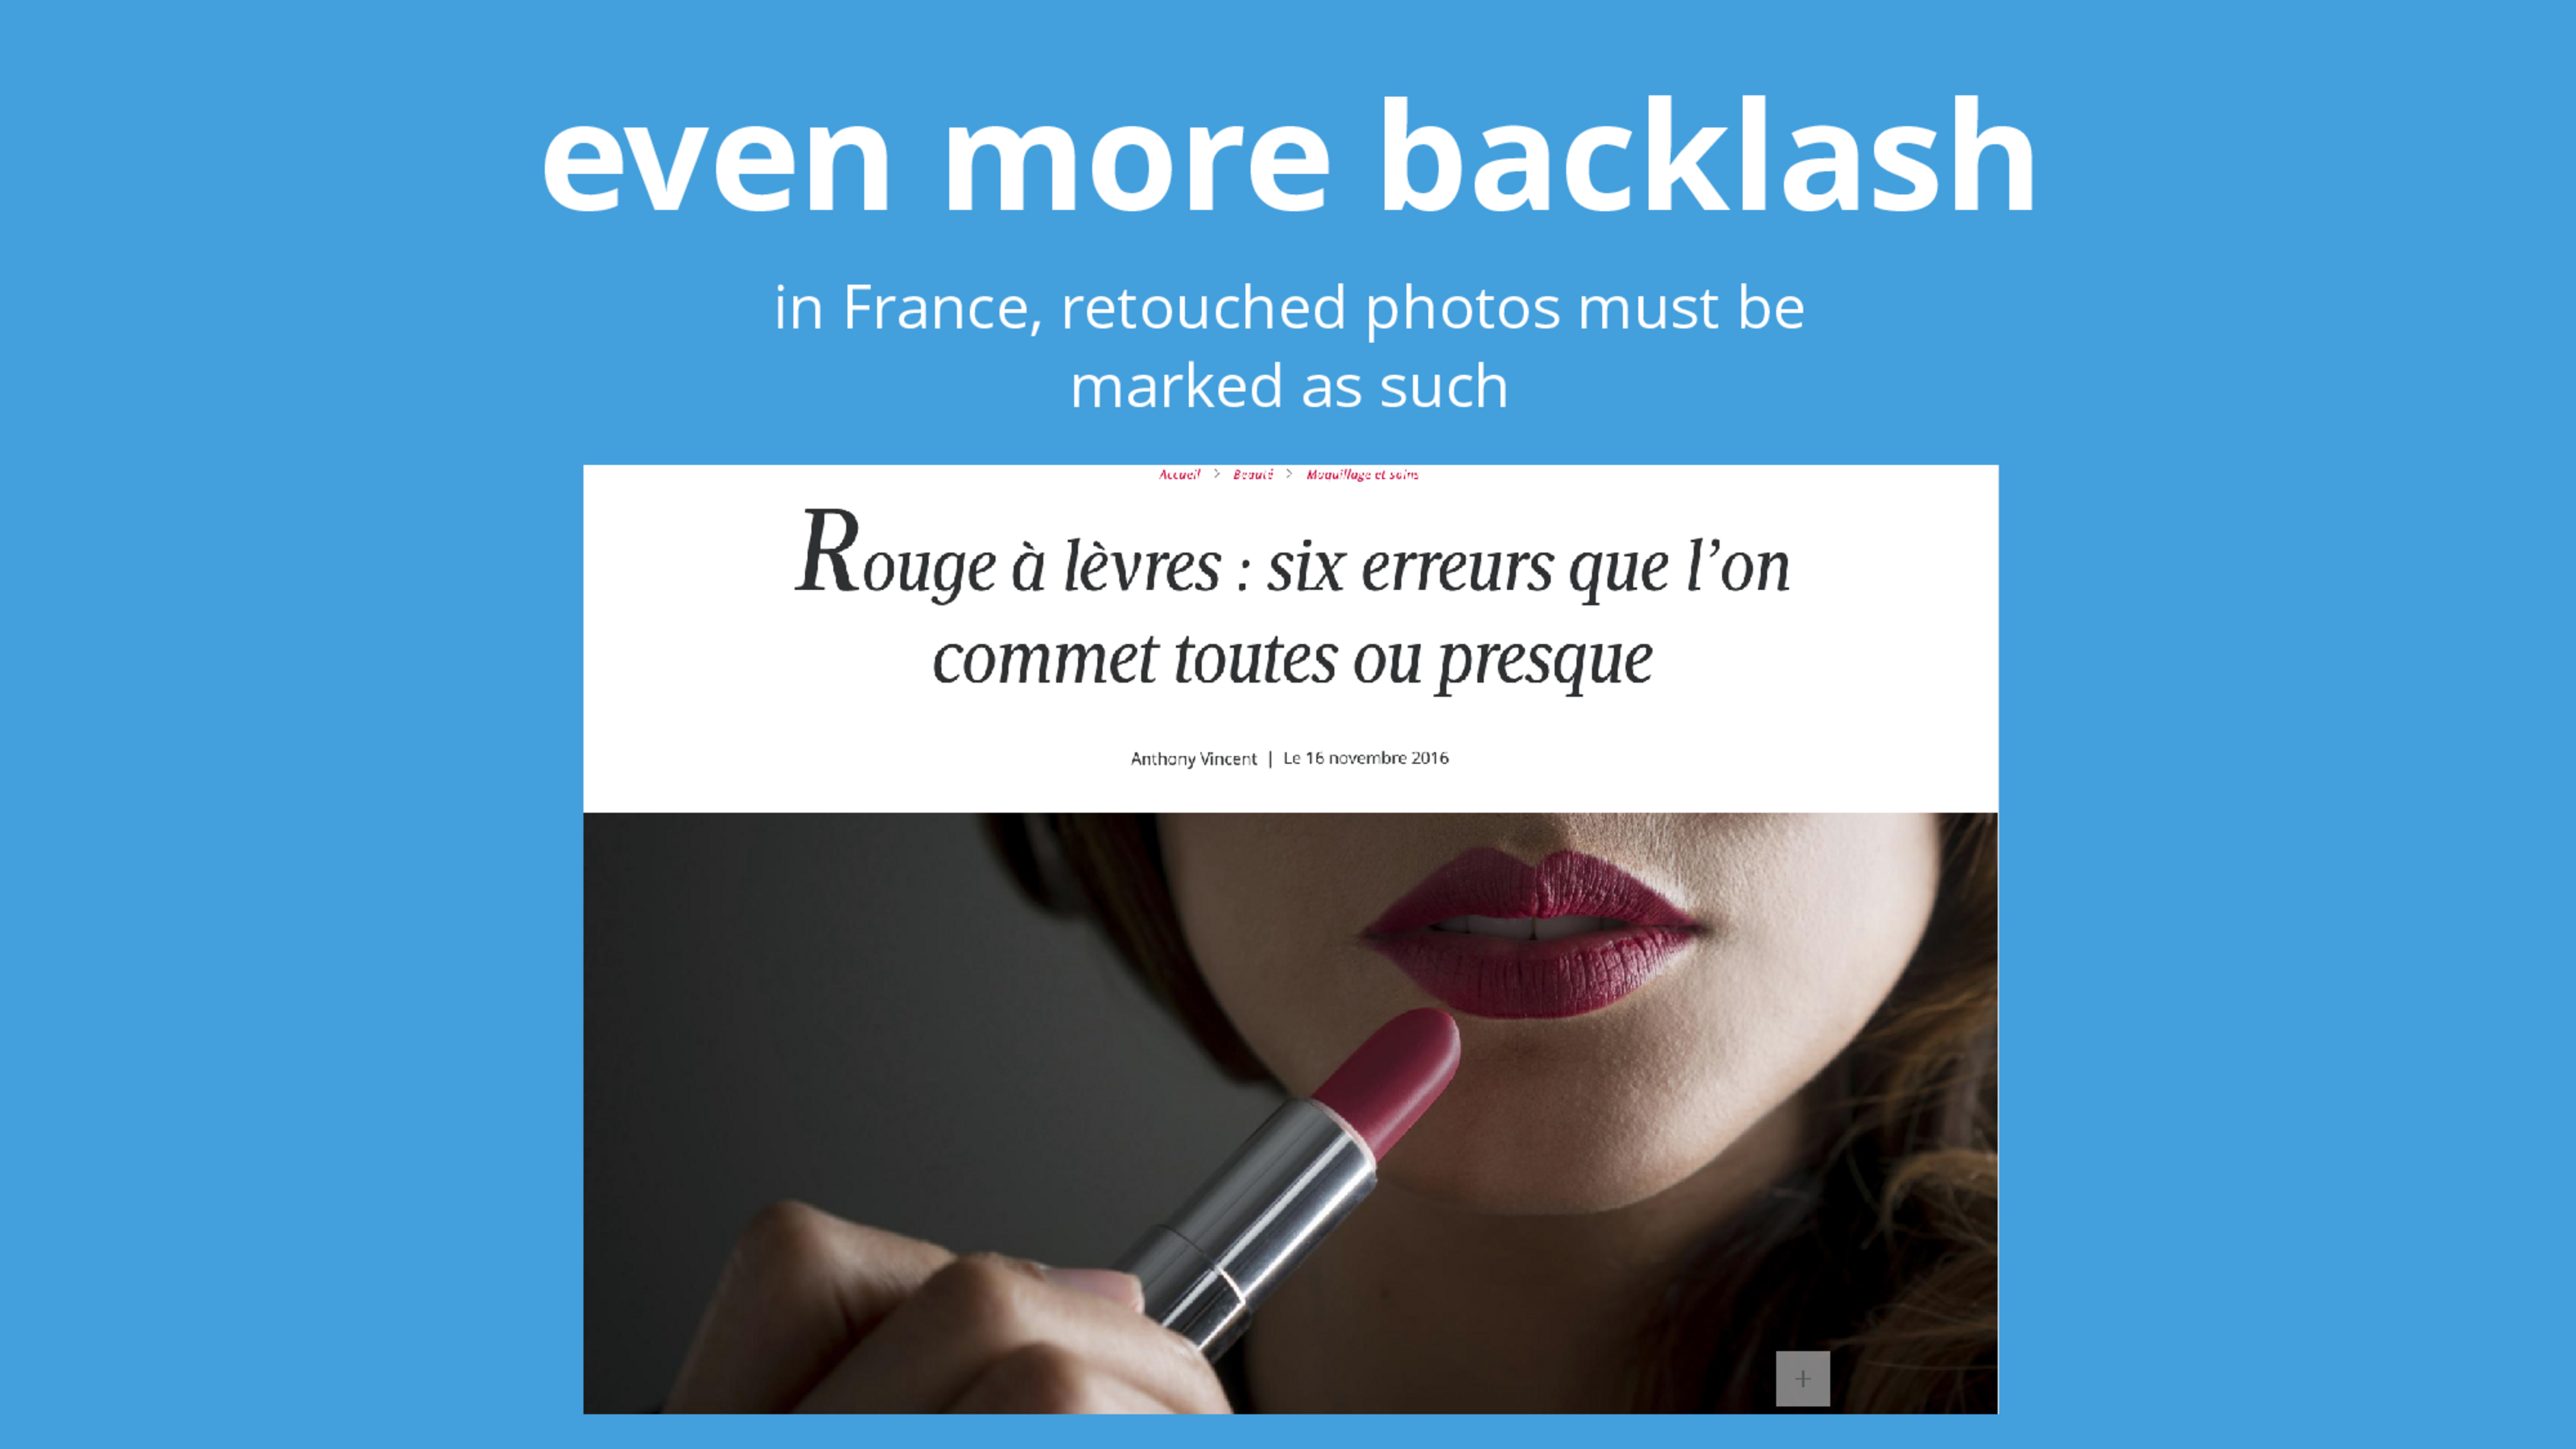 even more backlash
in France, retouched photos must be
marked as such
Accueil > Beauté > Maquillage et soins
Rouge à lèvres : six erreurs que l’on
commet toutes ou presque
Anthony Vincent | Le 16 novembre 2016
+